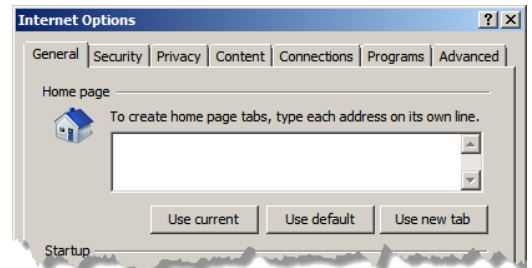 Internet Options ? X
General Security Privacy Content Connections Programs Advanced
Home page
To create home page tabs, type each address on its own line.
Use current Use default Use new tab
Startup